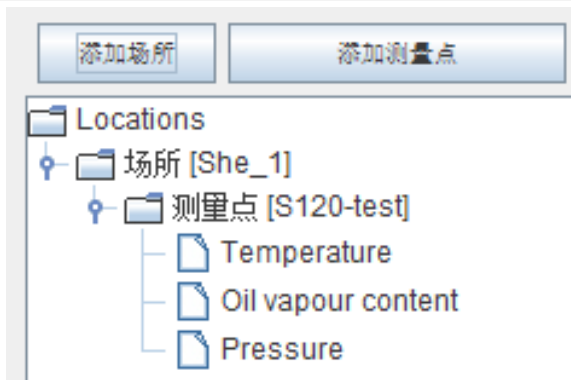 添加场所 添加测量点
Locations
场所 [She_1]
测量点 [S120-test]
Temperature
Oil vapour content
Pressure